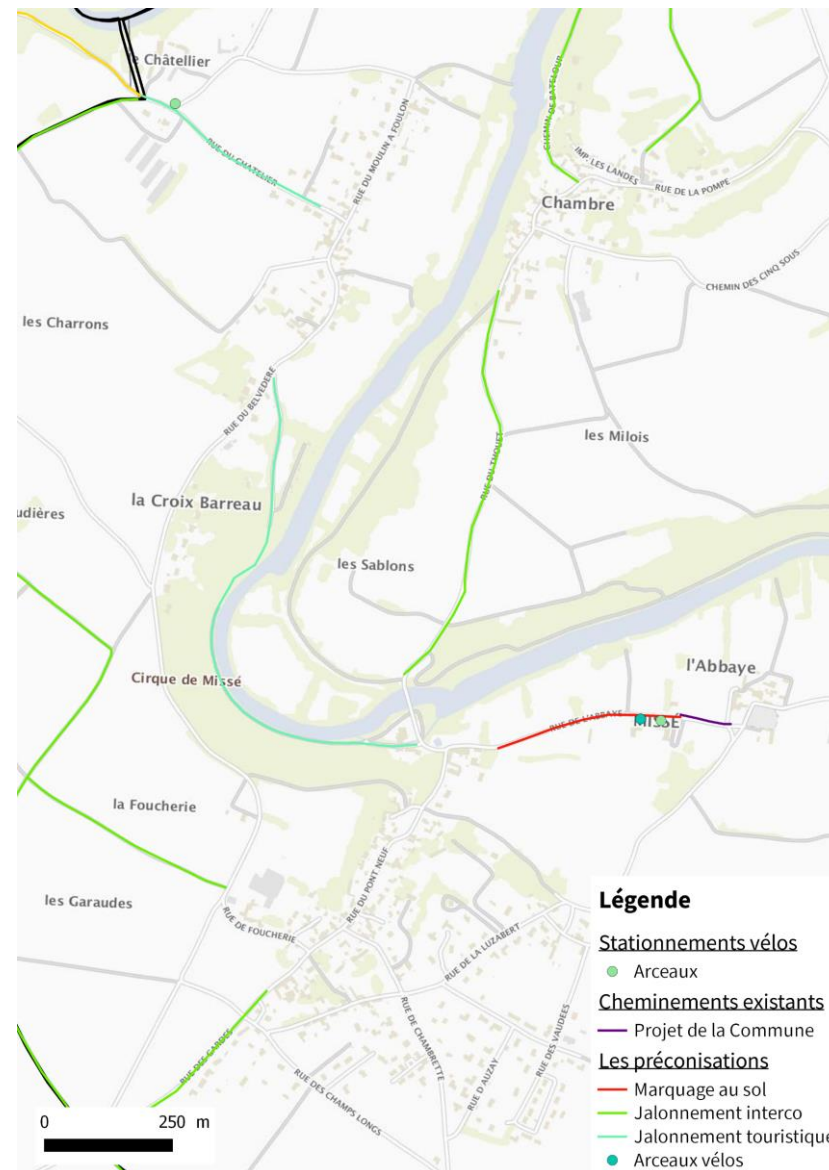 le Châtellier
RUE DU CHATELIER
RUE DU MOULIN A FOULON
CHEMIN DE BATELOUP
IMP. LES LANDES
RUE DE LA POMPE
Chambre
CHEMIN DES CINQ SOUS
les Charrons
RUE DU BELVEDERE
les Milois
RUE DU THOUET
la Croix Barreau
udières
les Sablons
l'Abbaye
Cirque de Missé
RUE DE L'ABBAYE
MISSÉ
la Foucherie
les Garaudes
RUE DU PONT NEUF
RUE DE FOUCHERIE
RUE DE LA LUZABERT
RUE DE CHAMBRETTE
RUE DES VAUDEES
RUE D AUZAY
RUE DES GARDES
RUE DES CHAMPS LONGS
0 250 m
Légende
Stationnements vélos
Arceaux
Cheminements existants
Projet de la Commune
Les préconisations
Marquage au sol
Jalonnement interco
Jalonnement touristique
Arceaux vélos